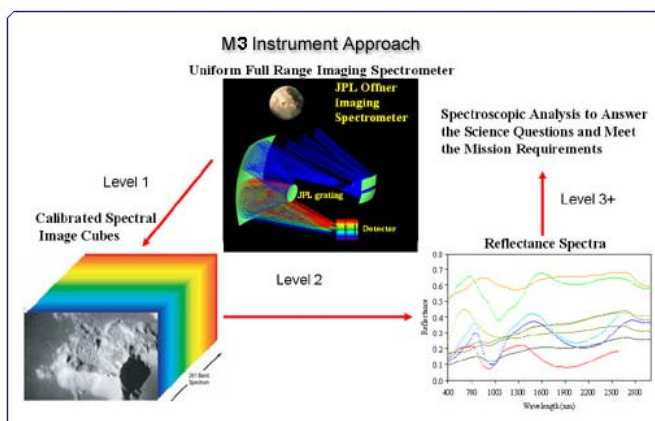 M3 Instrument Approach
Uniform Full Range Imaging Spectrometer
JPL Offner
Imaging
Spectrometer
JPL grating
Detector
Level 1
Calibrated Spectral
Image Cubes
Spectrum
Level 2
Spectroscopic Analysis to Answer
the Science Questions and Meet
the Mission Requirements
Level 3+
Reflectance Spectra
Reflectance
0.8
0.7
0.6
0.5
0.4
0.3
0.2
0.1
0.0
400 700 1000 1300 1600 1900 2200 2500 2800
Wavelength (nm)